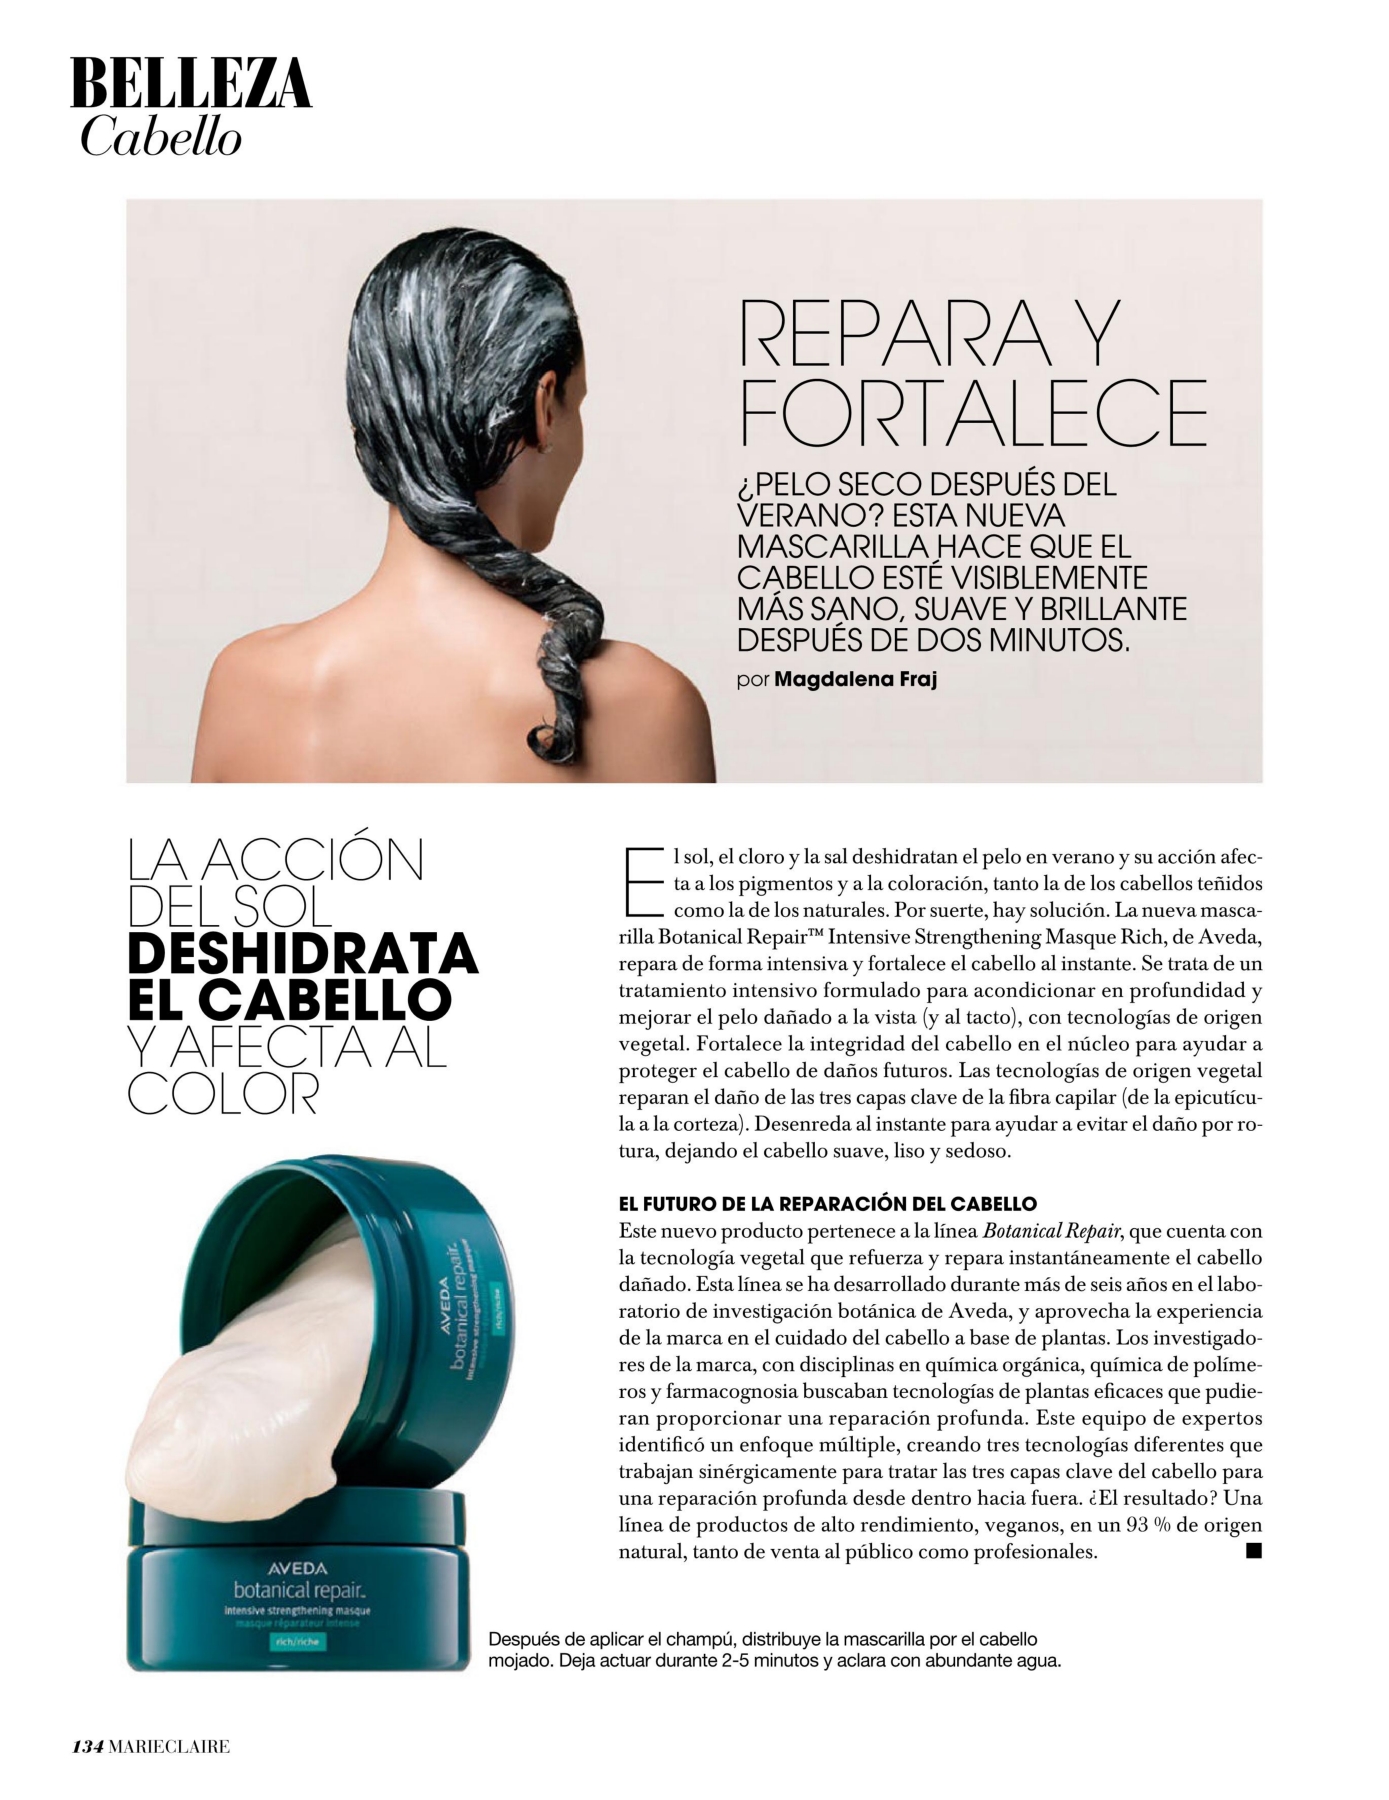 BELLEZA
Cabello
REPARA Y
FORTALECE
¿PELO SECO DESPUÉS DEL
VERANO? ESTA NUEVA
MASCARILLA HACE QUE EL
CABELLO ESTÉ VISIBLEMENTE
MÁS SANO, SUAVE Y BRILLANTE
DESPUÉS DE DOS MINUTOS.
por Magdalena Fraj
LA ACCIÓN
DEL SOL
DESHIDRATA
EL CABELLO
Y AFECTA AL
COLOR
El sol, el cloro y la sal deshidratan el pelo en verano y su acción afec-
ta a los pigmentos y a la coloración, tanto la de los cabellos teñidos
como la de los naturales. Por suerte, hay solución. La nueva masca-
rilla Botanical Repair™ Intensive Strengthening Masque Rich, de Aveda,
repara de forma intensiva y fortalece el cabello al instante. Se trata de un
tratamiento intensivo formulado para acondicionar en profundidad y
mejorar el pelo dañado a la vista (y al tacto), con tecnologías de origen
vegetal. Fortalece la integridad del cabello en el núcleo para ayudar a
proteger el cabello de daños futuros. Las tecnologías de origen vegetal
reparan el daño de las tres capas clave de la fibra capilar (de la epicutícu-
la a la corteza). Desenreda al instante para ayudar a evitar el daño por ro-
tura, dejando el cabello suave, liso y sedoso.
EL FUTURO DE LA REPARACIÓN DEL CABELLO
Este nuevo producto pertenece a la línea Botanical Repair, que cuenta con
la tecnología vegetal que refuerza y repara instantáneamente el cabello
dañado. Esta línea se ha desarrollado durante más de seis años en el labo-
ratorio de investigación botánica de Aveda, y aprovecha la experiencia
de la marca en el cuidado del cabello a base de plantas. Los investigado-
res de la marca, con disciplinas en química orgánica, química de políme-
ros y farmacognosia buscaban tecnologías de plantas eficaces que pudie-
ran proporcionar una reparación profunda. Este equipo de expertos
identificó un enfoque múltiple, creando tres tecnologías diferentes que
trabajan sinérgicamente para tratar las tres capas clave del cabello para
una reparación profunda desde dentro hacia fuera. ¿El resultado? Una
línea de productos de alto rendimiento, veganos, en un 93 % de origen
natural, tanto de venta al público como profesionales.
AVEDA
botanical repair™
intensive strengthening masque
rich/riche
AVEDA
botanical repair™
intensive strengthening masque
masque réparateur intense
rich/riche
Después de aplicar el champú, distribuye la mascarilla por el cabello
mojado. Deja actuar durante 2-5 minutos y aclara con abundante agua.
134 MARIECLAIRE